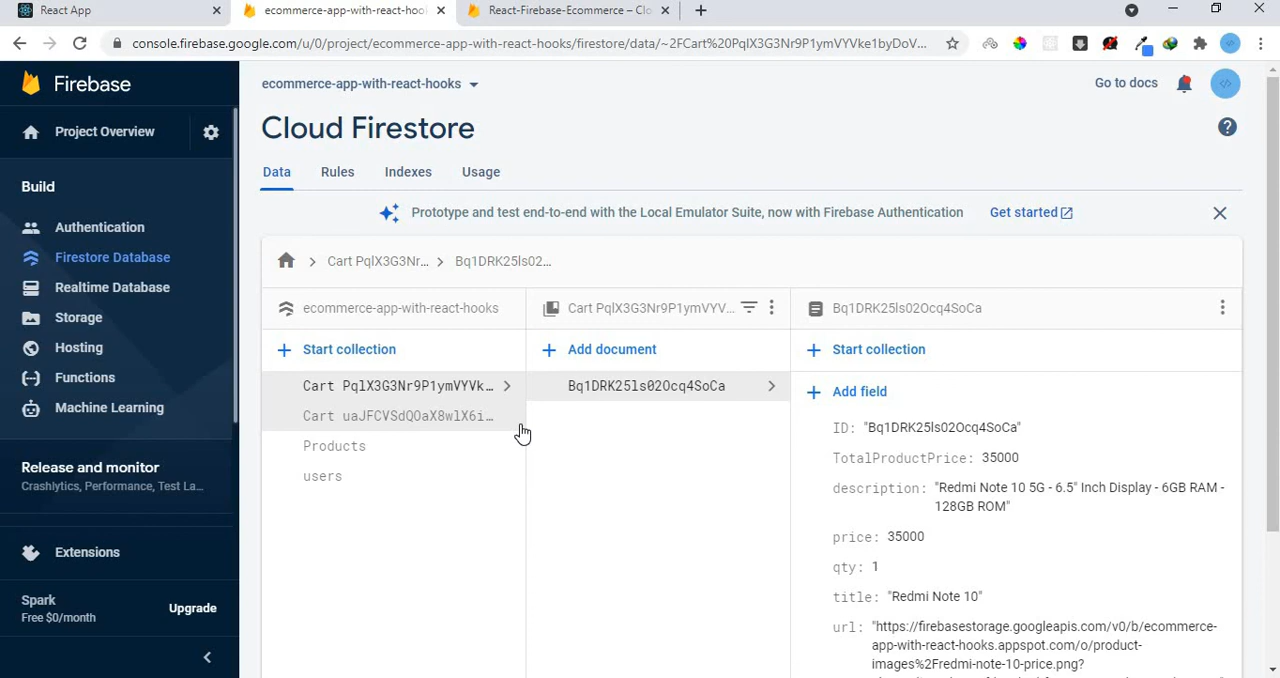 React App
ecommerce-app-with-react-hoo
React-Firebase-Ecommerce – Clo
console.firebase.google.com/u/0/project/ecommerce-app-with-react-hooks/firestore/data/~2FCart%20PqlX3G3Nr9P1ymVYVke1byDoV...
Firebase
ecommerce-app-with-react-hooks
Go to docs
Project Overview
Cloud Firestore
Data Rules Indexes Usage
Build
Prototype and test end-to-end with the Local Emulator Suite, now with Firebase Authentication Get started
Authentication
Firestore Database
Realtime Database
Storage
Hosting
Functions
Machine Learning
Release and monitor
Crashlytics, Performance, Test La...
Extensions
Spark
Free $0/month
Upgrade
Cart PqlX3G3Nr... Bq1DRK25ls02...
ecommerce-app-with-react-hooks
Start collection
Cart PqlX3G3Nr9P1ymVYVk...
Cart uaJFCVSdQOaX8wlX6i...
Products
users
Cart PqlX3G3Nr9P1ymVYV...
Add document
Bq1DRK25ls02Ocq4SoCa
Bq1DRK25ls02Ocq4SoCa
Start collection
Add field
ID: "Bq1DRK25ls02Ocq4SoCa"
TotalProductPrice: 35000
description: "Redmi Note 10 5G - 6.5" Inch Display - 6GB RAM -
128GB ROM"
price: 35000
qty: 1
title: "Redmi Note 10"
url: "https://firebasestorage.googleapis.com/v0/b/ecommerce-
app-with-react-hooks.appspot.com/o/product-
images%2Fredmi-note-10-price.png?